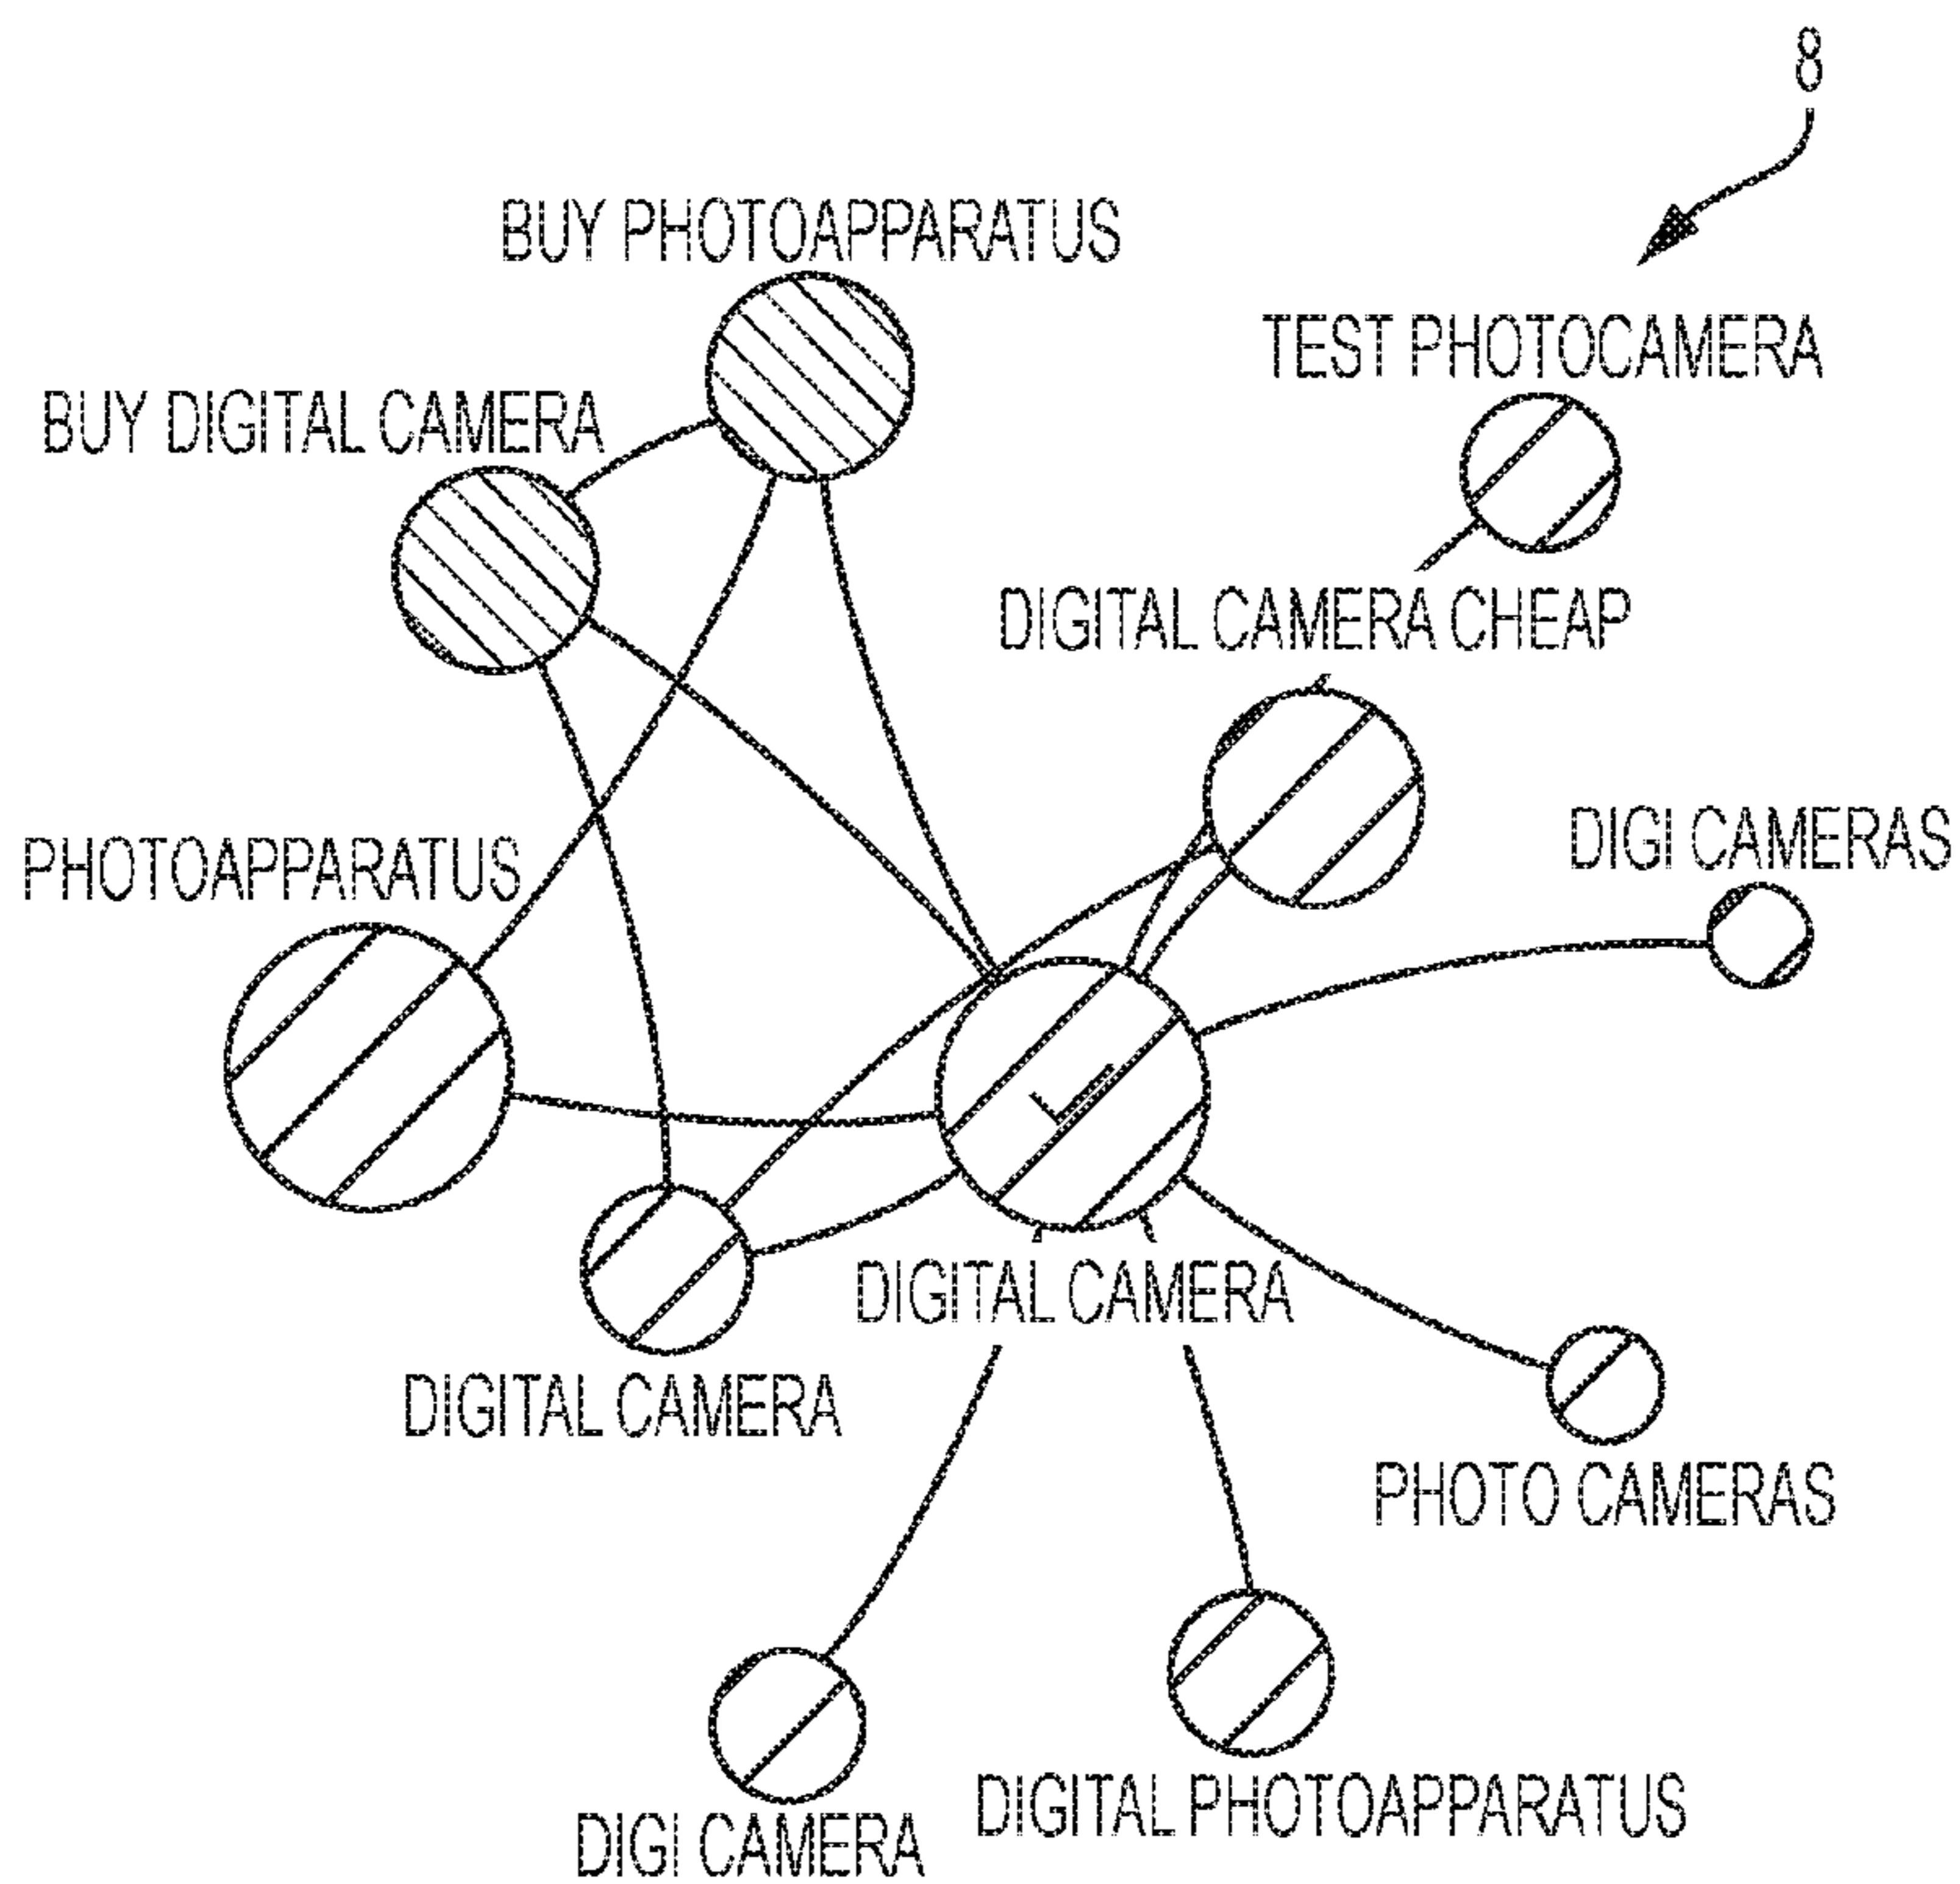 8
BUY PHOTOAPPARATUS
TEST PHOTOCAMERA
BUY DIGITAL CAMERA
DIGITAL CAMERA CHEAP
DIGI CAMERAS
PHOTOAPPARATUS
DIGITAL CAMERA
DIGITAL CAMERA
PHOTO CAMERAS
DIGITAL PHOTOAPPARATUS
DIGI CAMERA